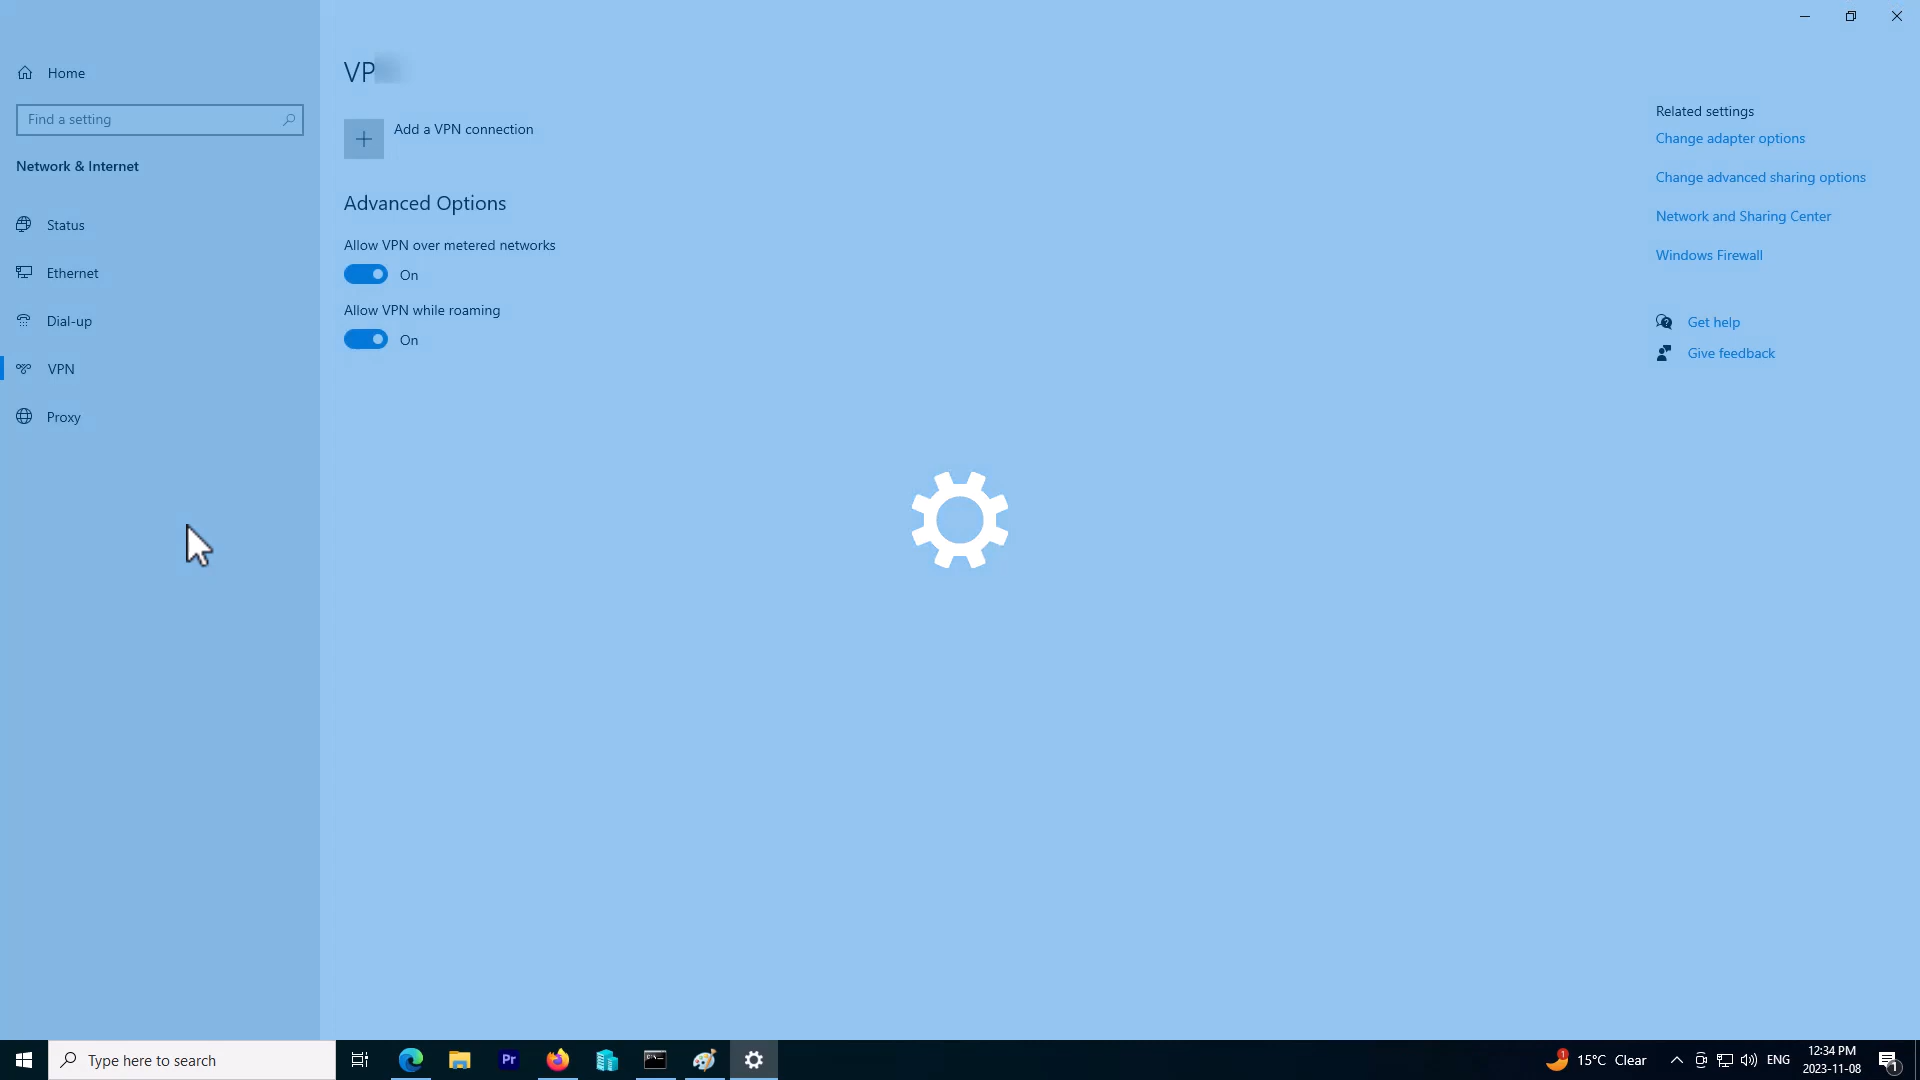 Home
Find a setting
Network & Internet
Status
Ethernet
Dial-up
VPN
Proxy
VP
Add a VPN connection
Advanced Options
Allow VPN over metered networks
On
Allow VPN while roaming
On
Related settings
Change adapter options
Change advanced sharing options
Network and Sharing Center
Windows Firewall
Get help
Give feedback
Type here to search
Pr
1
15°C Clear
ENG
12:34 PM
2023-11-08
1